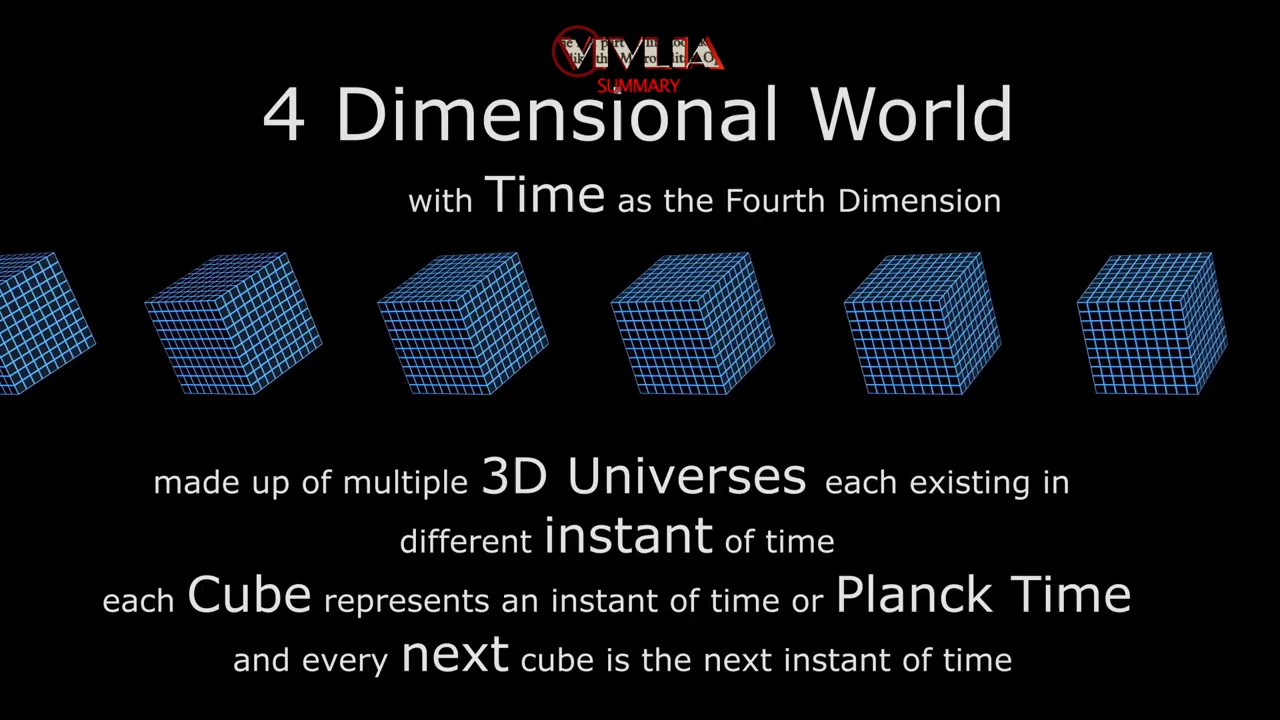 VIVLIA
SUMMARY
4 Dimensional World
with Time as the Fourth Dimension
made up of multiple 3D Universes each existing in
different instant of time
each Cube represents an instant of time or Planck Time
and every next cube is the next instant of time